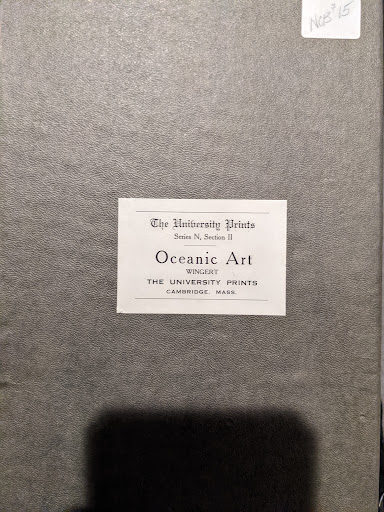 The University Prints
Series N, Section II
Oceanic Art
WINGERT
THE UNIVERSITY PRINTS
CAMBRIDGE, MASS.